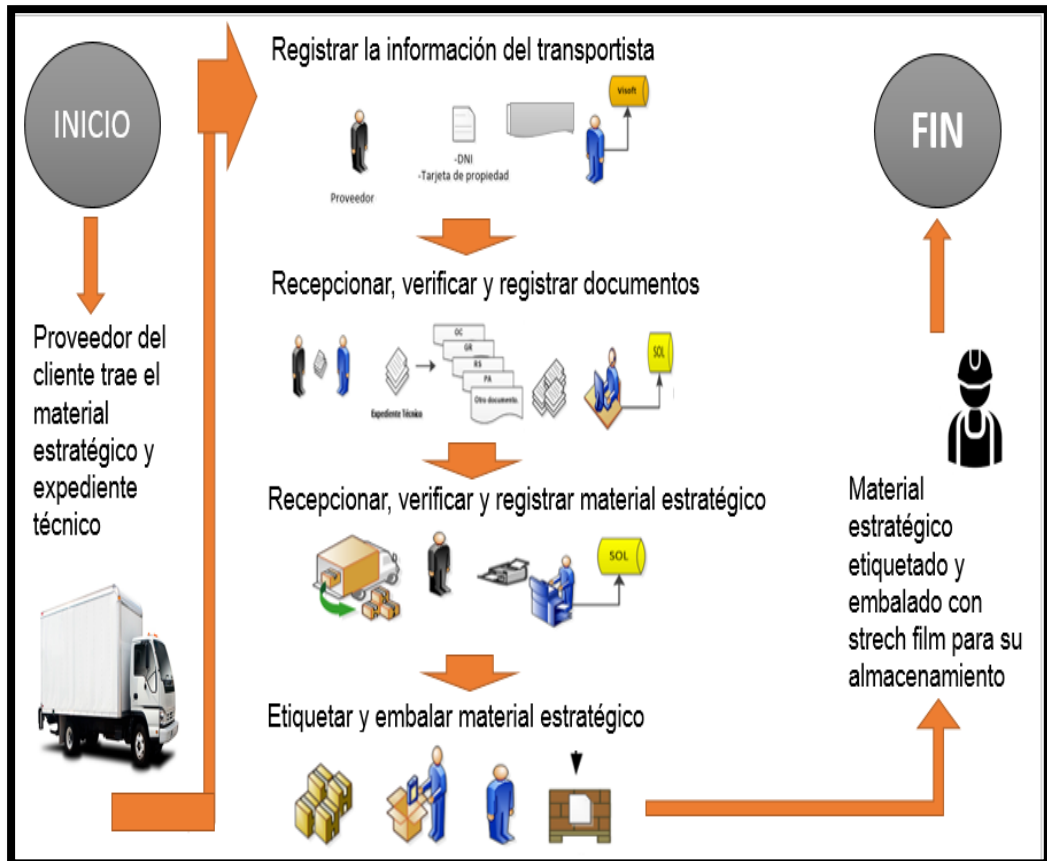 INICIO
Proveedor del
cliente trae el
material
estratégico y
expediente
técnico
Registrar la información del transportista
Visoft
-DNI
-Tarjeta de propiedad
Proveedor
Recepcionar, verificar y registrar documentos
OC
GR
RS
PA
Otro documento.
Expediente Técnico
SOL
Recepcionar, verificar y registrar material estratégico
SOL
Etiquetar y embalar material estratégico
FIN
Material
estratégico
etiquetado y
embalado con
strech film para su
almacenamiento